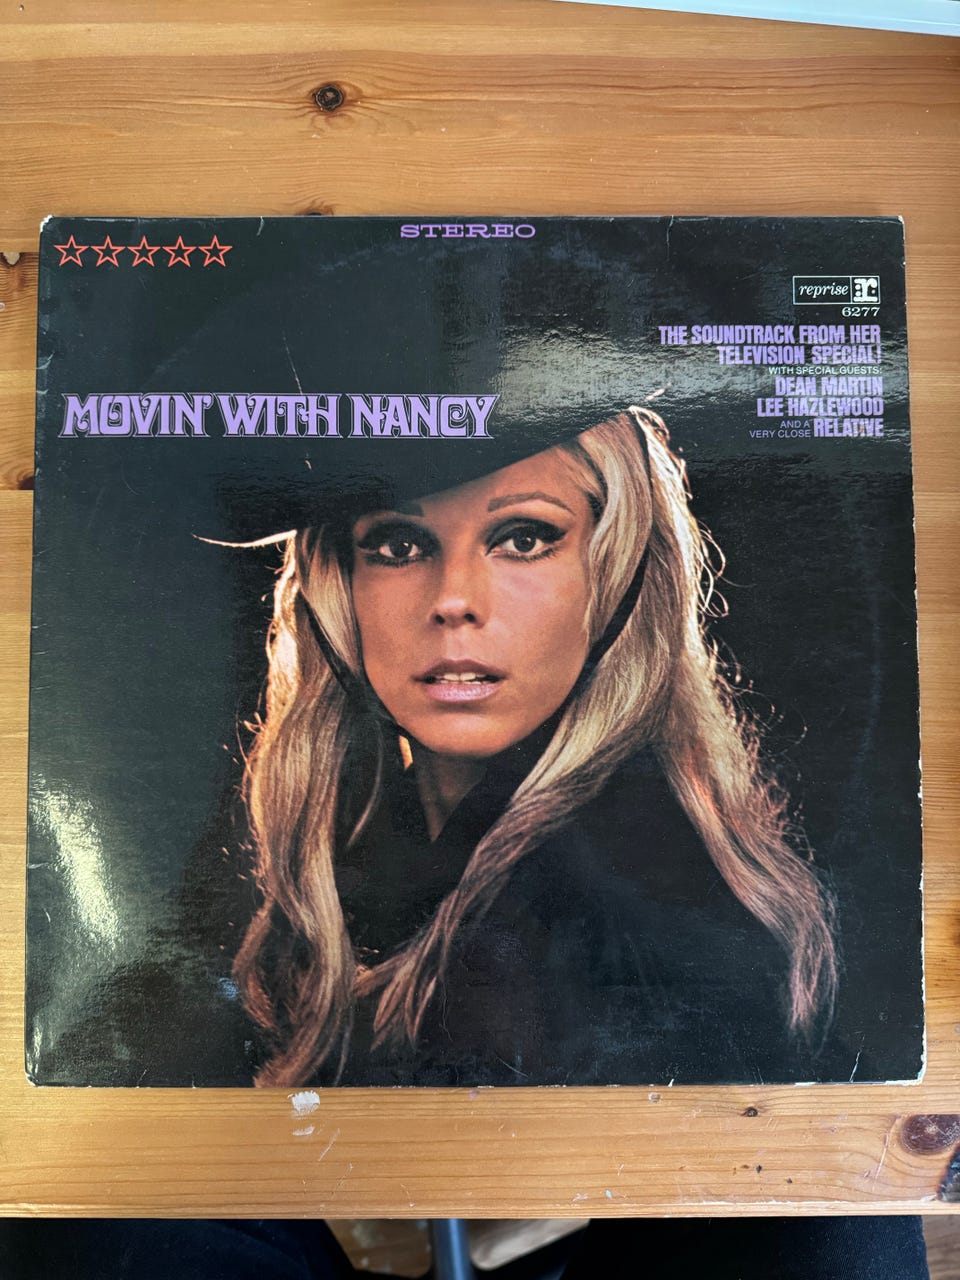 STEREO
reprise r:
6277
THE SOUNDTRACK FROM HER
TELEVISION SPECIAL!
WITH SPECIAL GUESTS:
DEAN MARTIN
LEE HAZLEWOOD
AND A
VERY CLOSE RELATIVE
MOVIN' WITH NANCY